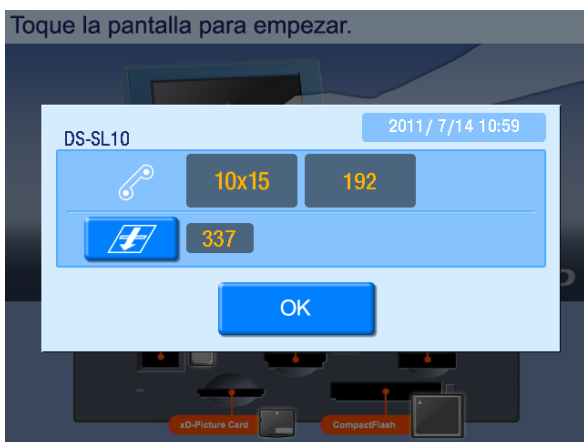 Toque la pantalla para empezar.
DS-SL10
2011/ 7/14 10:59
10x15
192
337
OK
xD-Picture Card
CompactFlash